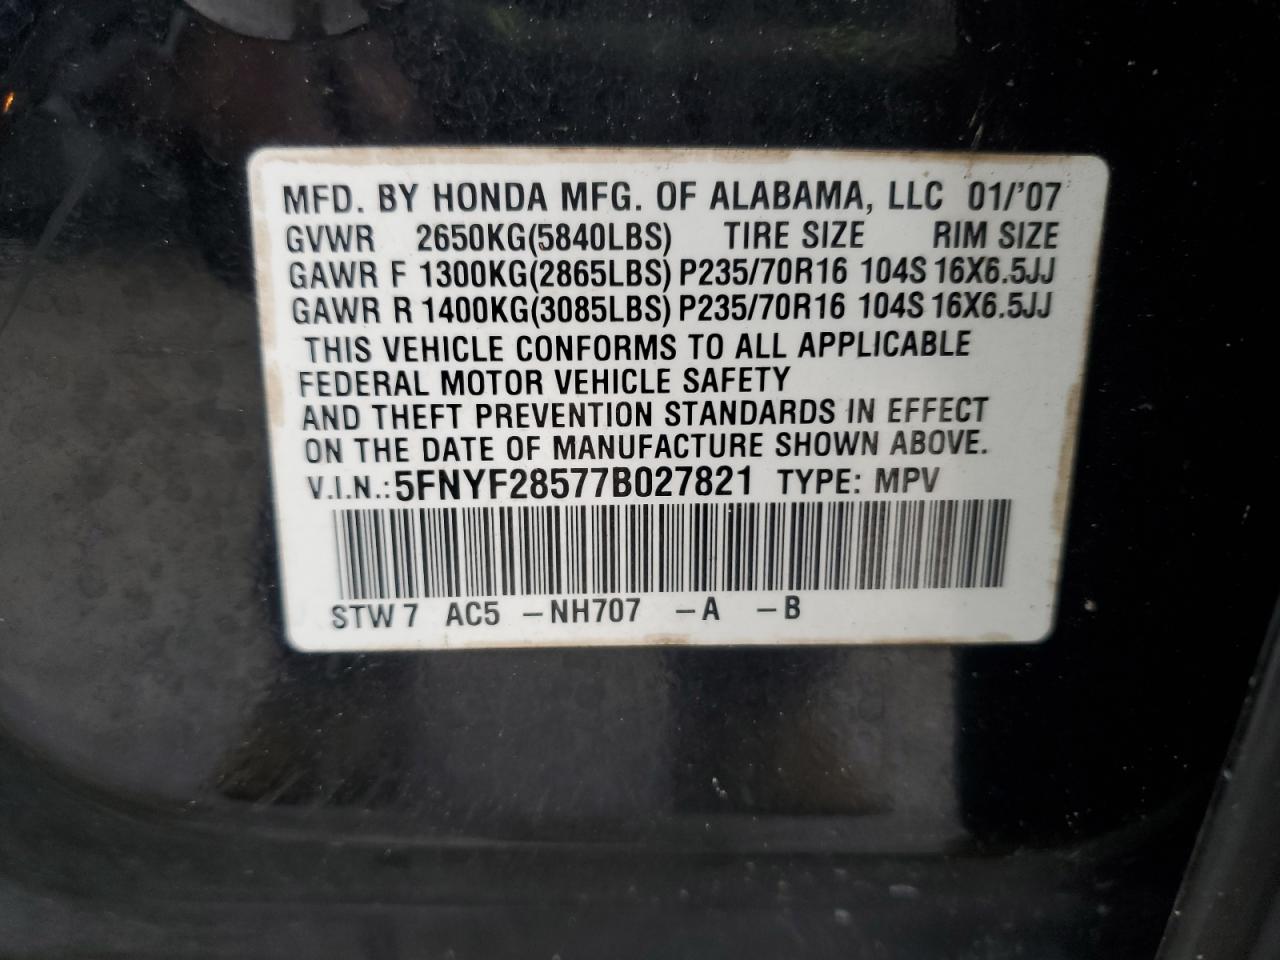 MFD. BY HONDA MFG. OF ALABAMA, LLC 01/'07
GVWR 2650KG(5840LBS) TIRE SIZE RIM SIZE
GAWR F 1300KG(2865LBS) P235/70R16 104S 16X6.5JJ
GAWR R 1400KG(3085LBS) P235/70R16 104S 16X6.5JJ
THIS VEHICLE CONFORMS TO ALL APPLICABLE
FEDERAL MOTOR VEHICLE SAFETY
AND THEFT PREVENTION STANDARDS IN EFFECT
ON THE DATE OF MANUFACTURE SHOWN ABOVE.
V.I.N.: 5FNYF28577B027821 TYPE: MPV
STW7 AC5 –NH707 –A –B